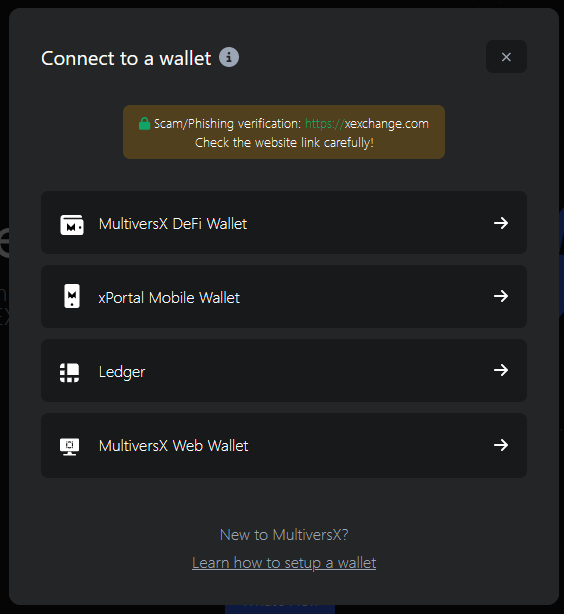 Connect to a wallet
Scam/Phishing verification: https://xexchange.com
Check the website link carefully!
MultiversX DeFi Wallet
xPortal Mobile Wallet
Ledger
MultiversX Web Wallet
New to MultiversX?
Learn how to setup a wallet